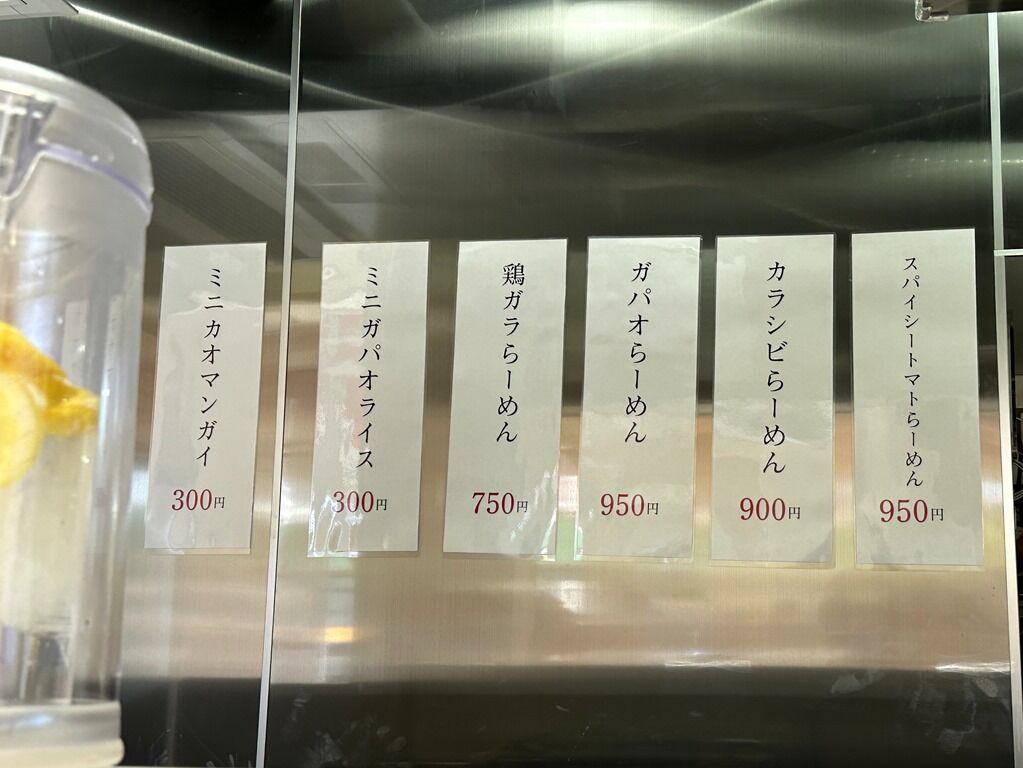 スパイシートマトらーめん
950円
カラシビらーめん
900円
ガパオらーめん
950円
鶏ガラらーめん
750円
ミニガパオライス
300円
ミニカオマンガイ
300円